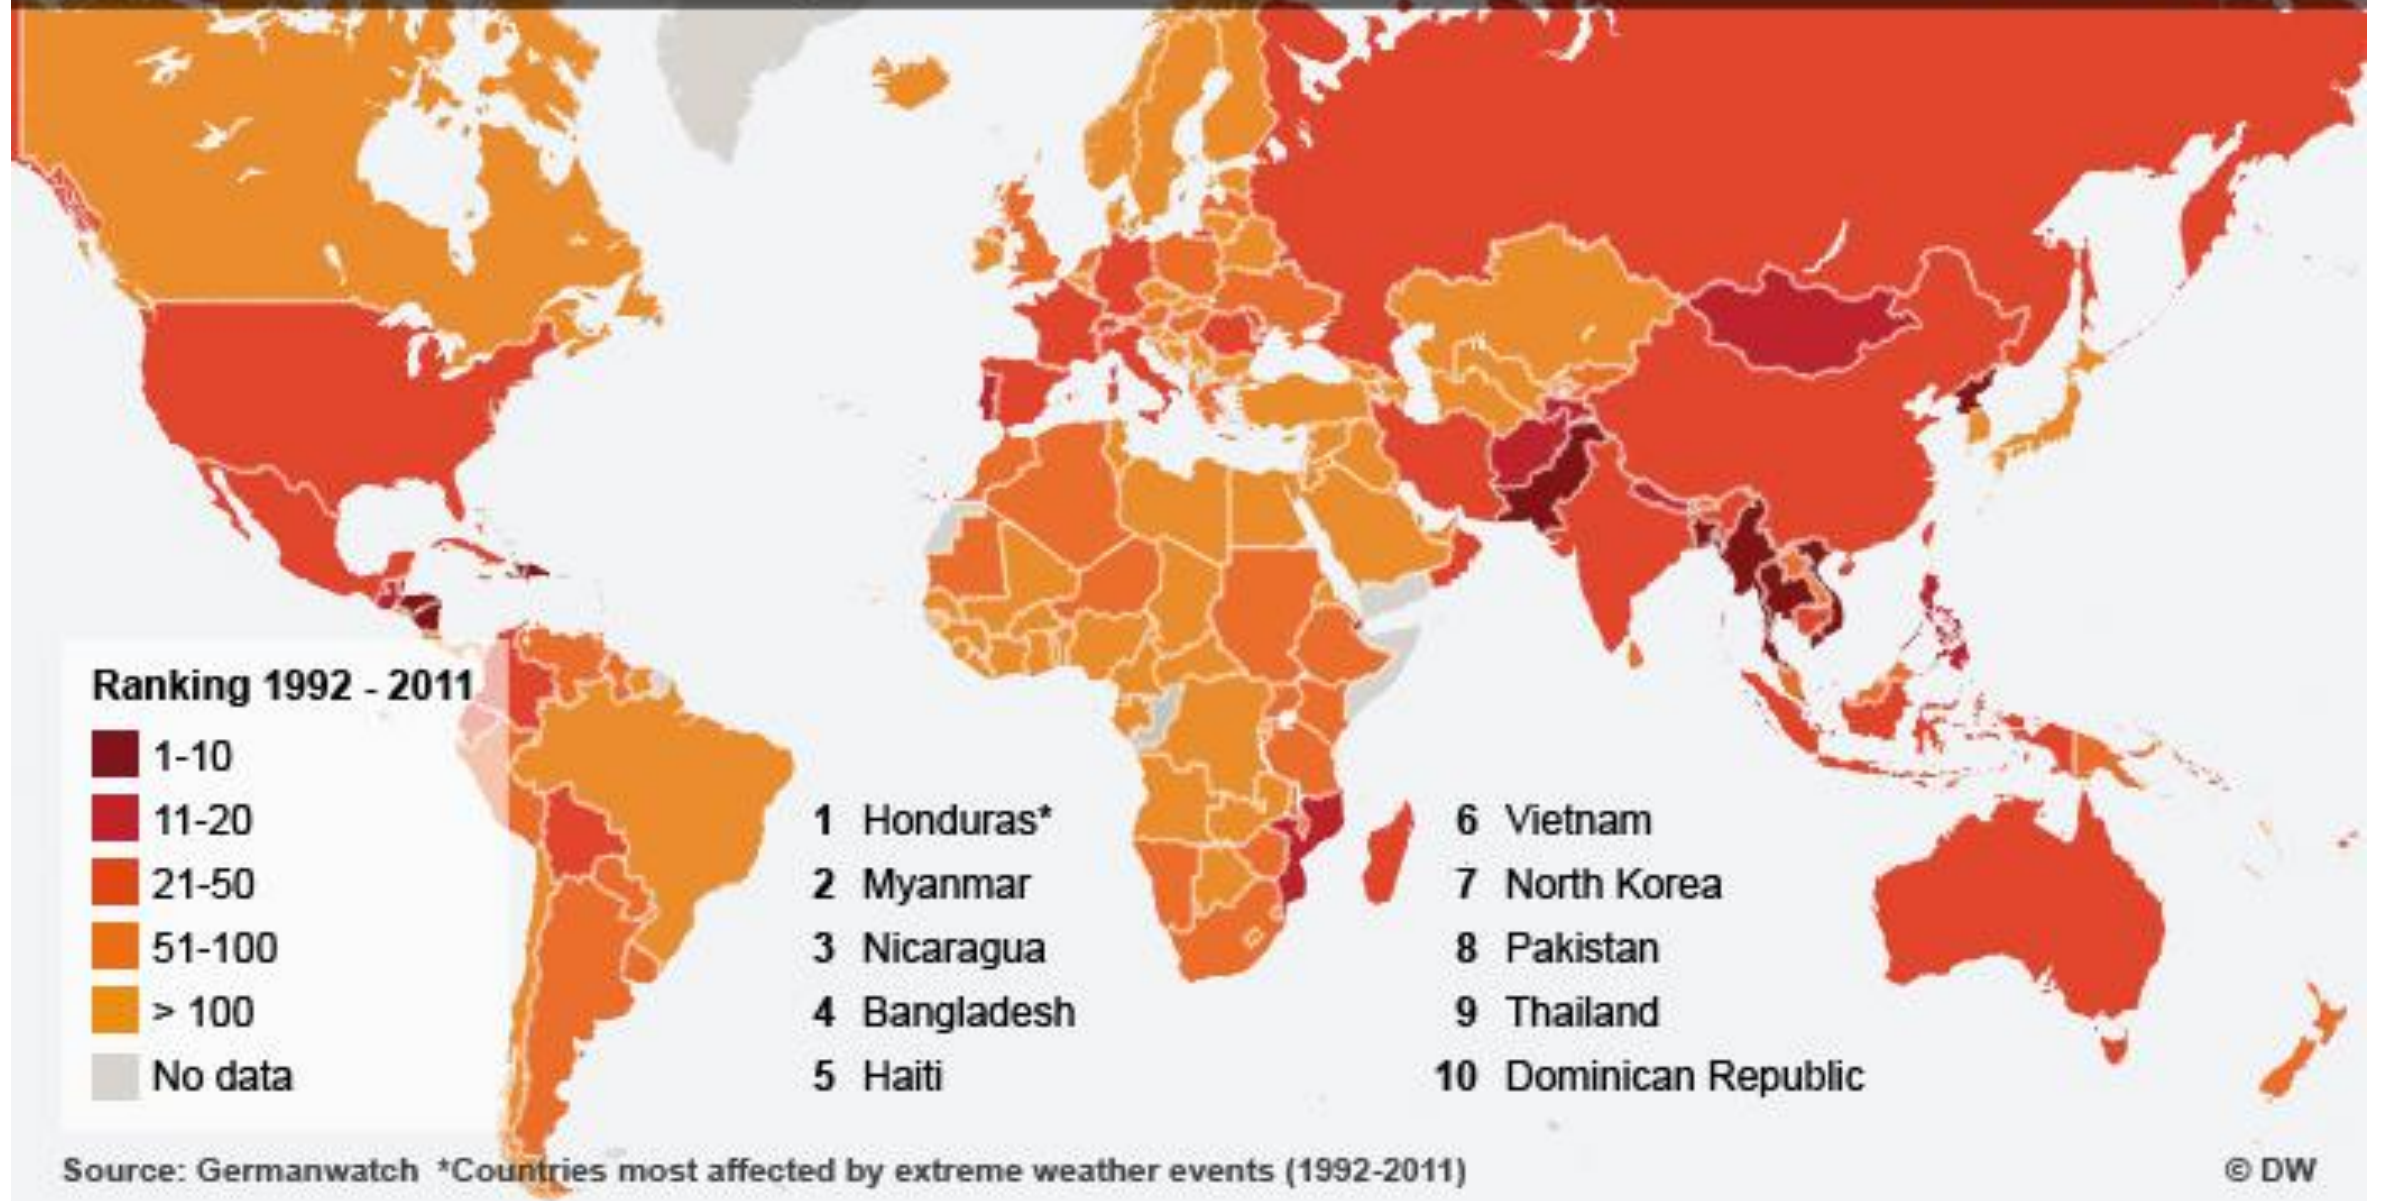 Ranking 1992 - 2011
1-10
11-20
21-50
51-100
> 100
No data
1 Honduras*
2 Myanmar
3 Nicaragua
4 Bangladesh
5 Haiti
6 Vietnam
7 North Korea
8 Pakistan
9 Thailand
10 Dominican Republic
Source: Germanwatch *Countries most affected by extreme weather events (1992-2011)
© DW